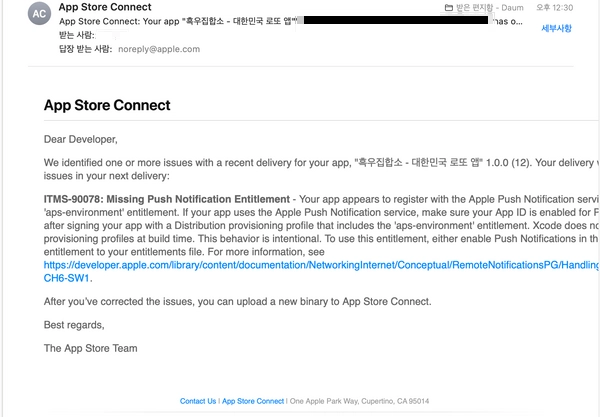 AC
App Store Connect
받은 편지함 - Daum
오후 12:30
App Store Connect: Your app "흑우집합소 - 대한민국 로또 앱" has o...
세부사항
받는 사람:
답장 받는 사람: noreply@apple.com
App Store Connect
Dear Developer,
We identified one or more issues with a recent delivery for your app, "흑우집합소 - 대한민국 로또 앱" 1.0.0 (12). Your delivery
issues in your next delivery:
ITMS-90078: Missing Push Notification Entitlement - Your app appears to register with the Apple Push Notification servi
'aps-environment' entitlement. If your app uses the Apple Push Notification service, make sure your App ID is enabled for P
after signing your app with a Distribution provisioning profile that includes the 'aps-environment' entitlement. Xcode does no
provisioning profiles at build time. This behavior is intentional. To use this entitlement, either enable Push Notifications in th
entitlement to your entitlements file. For more information, see
https://developer.apple.com/library/content/documentation/NetworkingInternet/Conceptual/RemoteNotificationsPG/Handling
CH6-SW1.
After you've corrected the issues, you can upload a new binary to App Store Connect.
Best regards,
The App Store Team
Contact Us | App Store Connect | One Apple Park Way, Cupertino, CA 95014